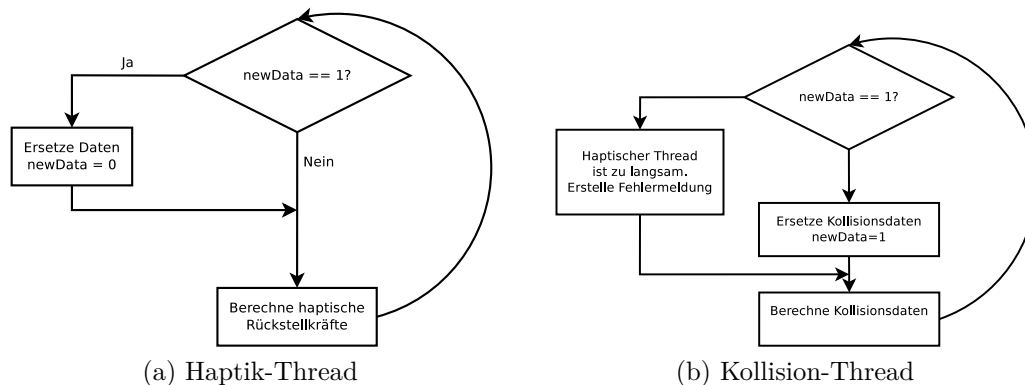 Ja
newData == 1?
Ersetze Daten
newData = 0
Nein
Berechne haptische
Rückstellkräfte
(a) Haptik-Thread
newData == 1?
Haptischer Thread
ist zu langsam.
Erstelle Fehlermeldung
Ersetze Kollisionsdaten
newData=1
Berechne Kollisionsdaten
(b) Kollision-Thread